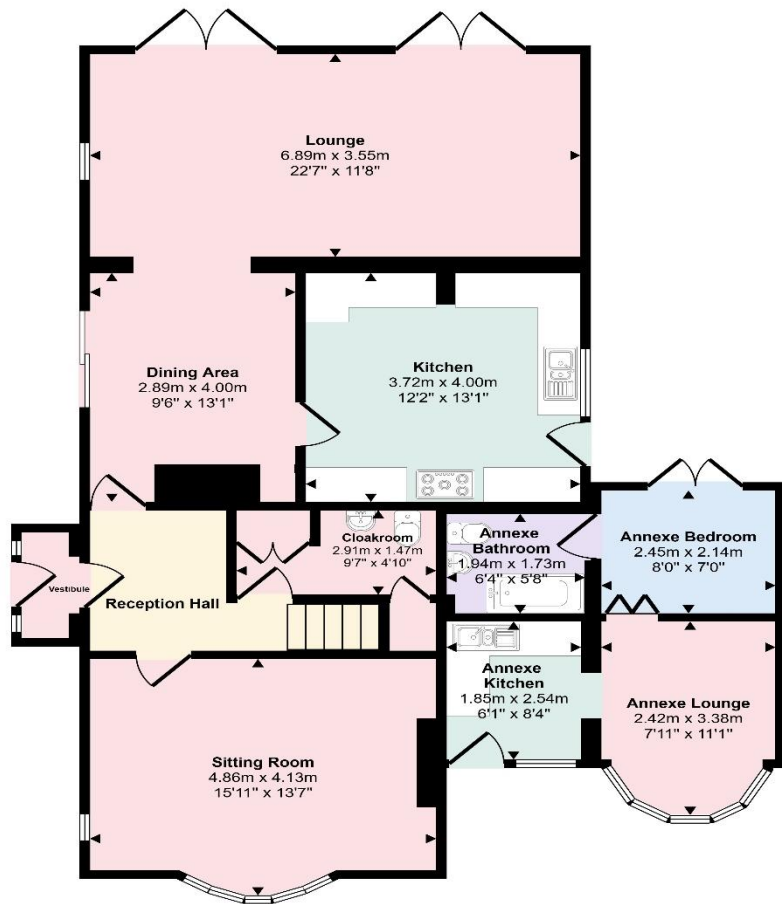 Lounge
6.89m x 3.55m
22'7" x 11'8"
Dining Area
2.89m x 4.00m
9'6" x 13'1"
Kitchen
3.72m x 4.00m
12'2" x 13'1"
Cloakroom
2.91m x 1.47m
9'7" x 4'10"
Annexe
Bathroom
1.94m x 1.73m
6'4" x 5'8"
Annexe Bedroom
2.45m x 2.14m
8'0" x 7'0"
Vestibule
Reception Hall
Annexe
Kitchen
1.85m x 2.54m
6'1" x 8'4"
Annexe Lounge
2.42m x 3.38m
7'11" x 11'1"
Sitting Room
4.86m x 4.13m
15'11" x 13'7"